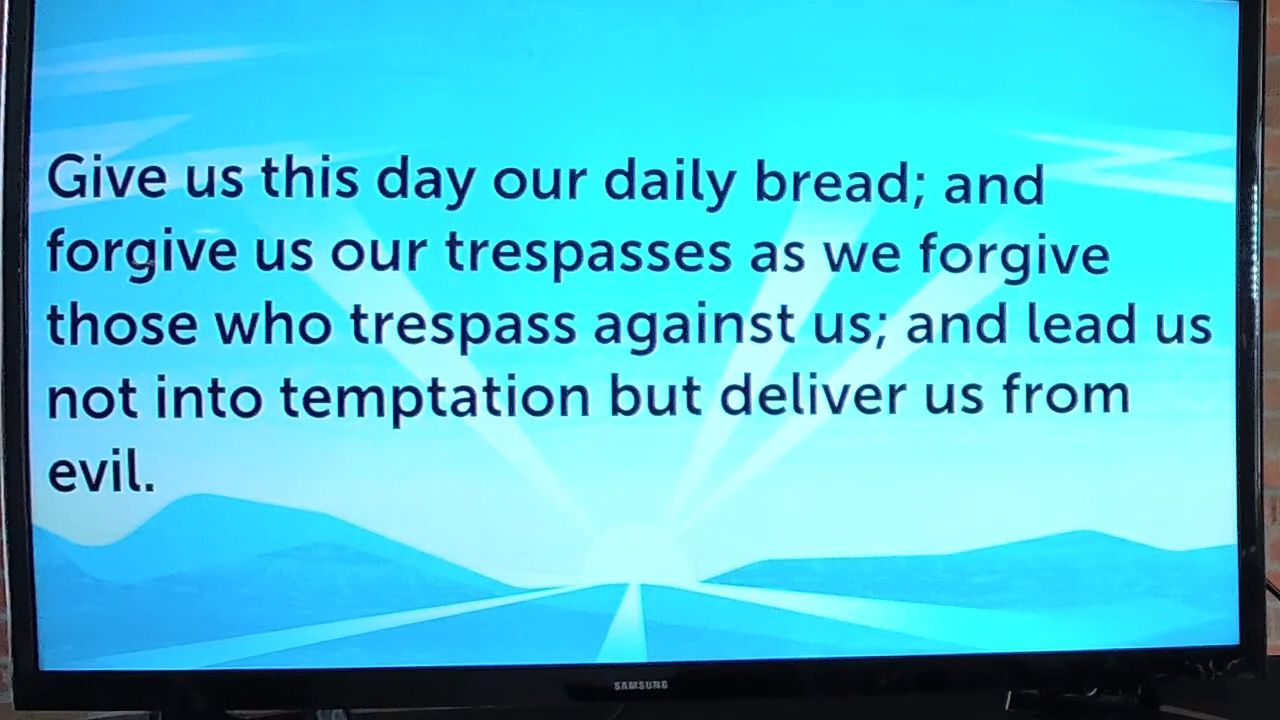 Give us this day our daily bread; and
forgive us our trespasses as we forgive
those who trespass against us; and lead us
not into temptation but deliver us from
evil.
SAMSUNG